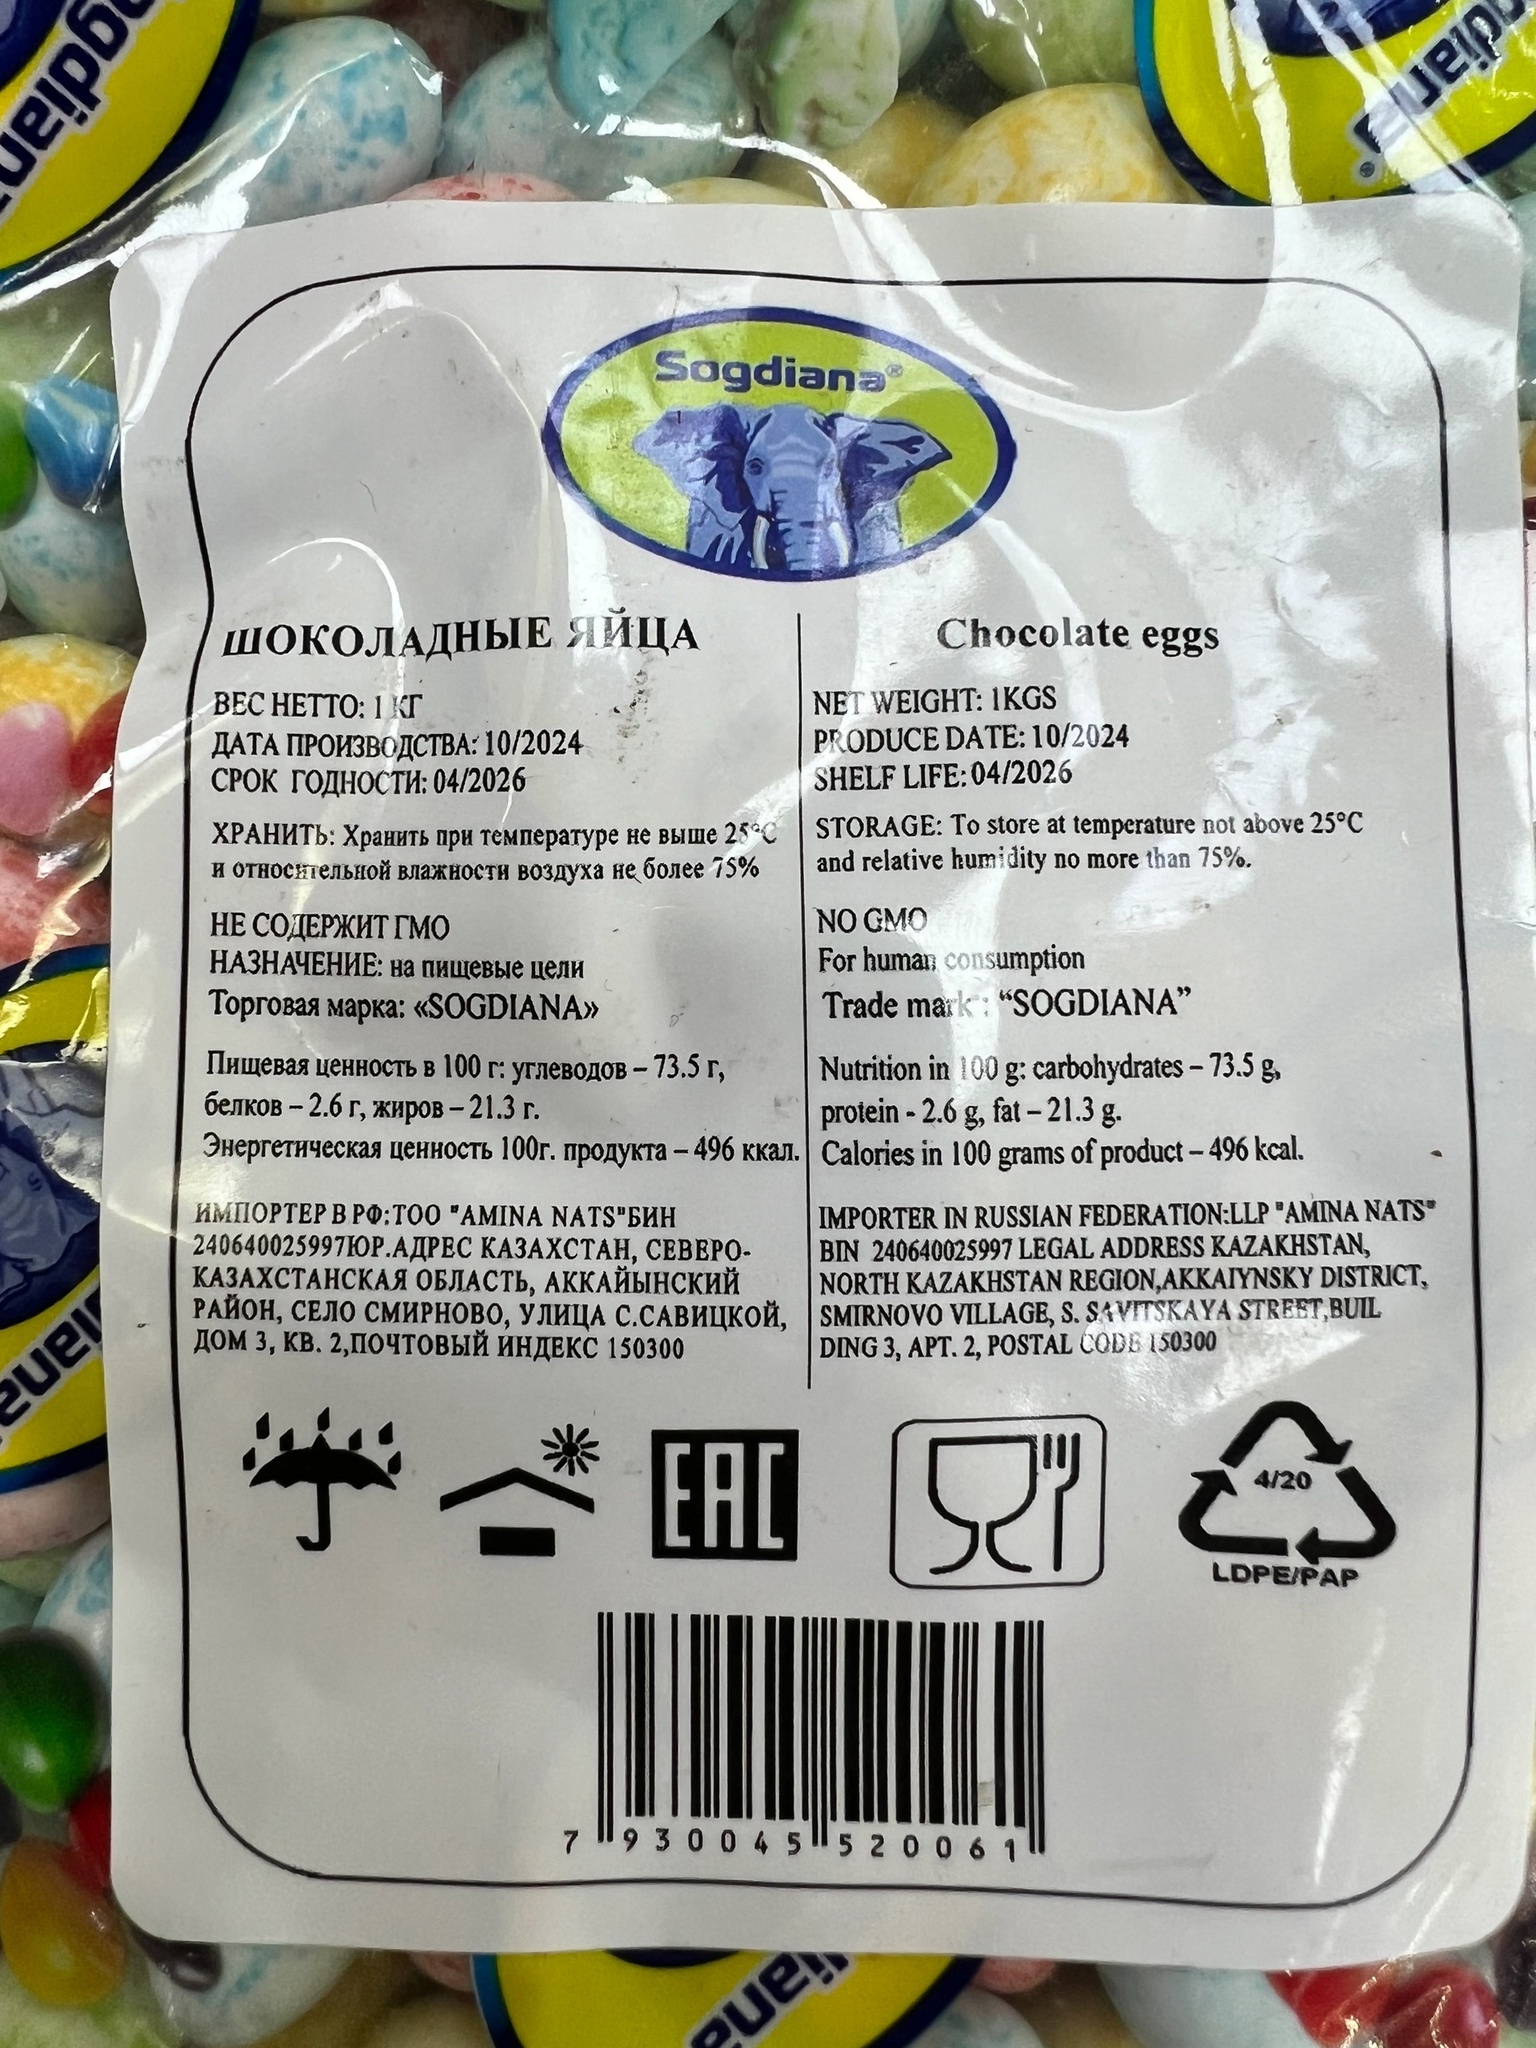 Sogdiana®
ШОКОЛАДНЫЕ ЯЙЦА
ВЕС НЕТТО: 1 КГ
ДАТА ПРОИЗВОДСТВА: 10/2024
СРОК ГОДНОСТИ: 04/2026
ХРАНИТЬ: Хранить при температуре не выше 25°C
и относительной влажности воздуха не более 75%
НЕ СОДЕРЖИТ ГМО
НАЗНАЧЕНИЕ: на пищевые цели
Торговая марка: «SOGDIANA»
Пищевая ценность в 100 г: углеводов – 73.5 г,
белков – 2.6 г, жиров – 21.3 г.
Энергетическая ценность 100г. продукта – 496 ккал.
ИМПОРТЕР В РФ:ТОО "AMINA NATS"БИН
240640025997ЮР.АДРЕС КАЗАХСТАН, СЕВЕРО-
КАЗАХСТАНСКАЯ ОБЛАСТЬ, АККАЙЫНСКИЙ
РАЙОН, СЕЛО СМИРНОВО, УЛИЦА С.САВИЦКОЙ,
ДОМ 3, КВ. 2,ПОЧТОВЫЙ ИНДЕКС 150300
Chocolate eggs
NET WEIGHT: 1KGS
PRODUCE DATE: 10/2024
SHELF LIFE: 04/2026
STORAGE: To store at temperature not above 25°C
and relative humidity no more than 75%.
NO GMO
For human consumption
Trade mark : “SOGDIANA”
Nutrition in 100 g: carbohydrates – 73.5 g,
protein - 2.6 g, fat – 21.3 g.
Calories in 100 grams of product – 496 kcal.
IMPORTER IN RUSSIAN FEDERATION:LLP "AMINA NATS"
BIN 240640025997 LEGAL ADDRESS KAZAKHSTAN,
NORTH KAZAKHSTAN REGION,AKKAIYNSKY DISTRICT,
SMIRNOVO VILLAGE, S. SAVITSKAYA STREET,BUIL
DING 3, APT. 2, POSTAL CODE 150300
EAC
4/20
LDPE/PAP
7 930045 520061